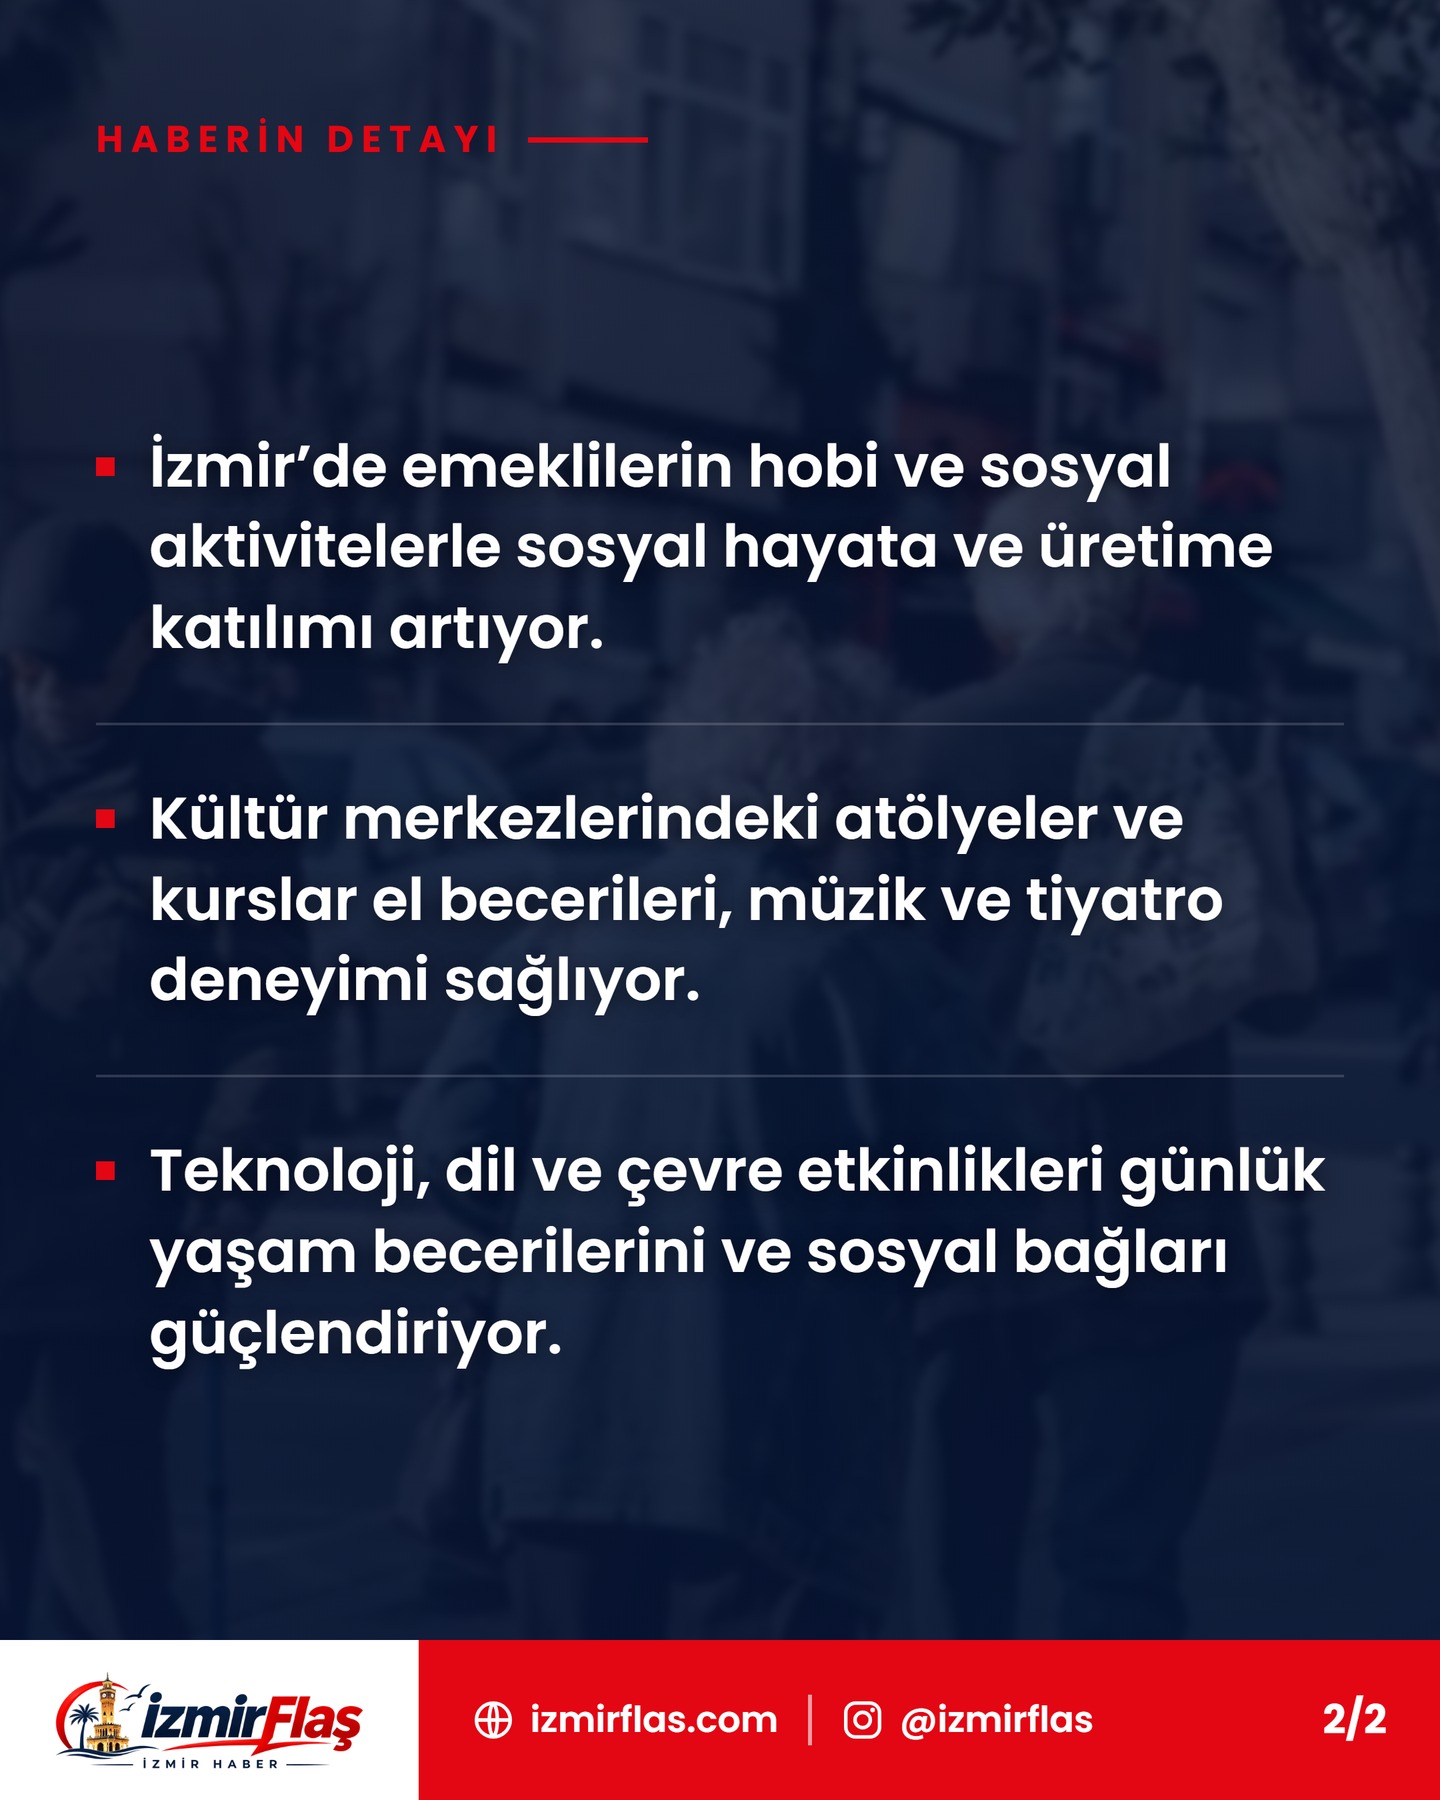 HABERİN DETAYI
İzmir’de emeklilerin hobi ve sosyal
aktivitelerle sosyal hayata ve üretime
katılımı artıyor.
Kültür merkezlerindeki atölyeler ve
kurslar el becerileri, müzik ve tiyatro
deneyimi sağlıyor.
Teknoloji, dil ve çevre etkinlikleri günlük
yaşam becerilerini ve sosyal bağları
güçlendiriyor.
izmirFlaş
İZMİR HABER
izmirflas.com
@izmirflas
2/2